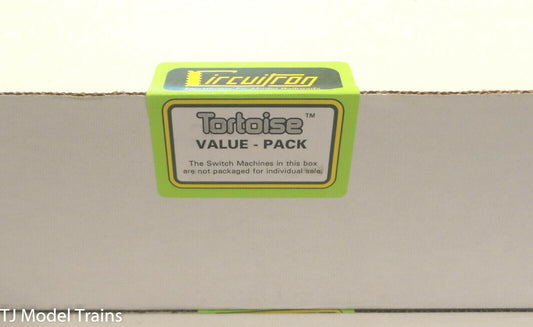 Circuitron
Tortoise™
VALUE - PACK
The Switch Machines in this box
are not packaged for individual sale.
TJ Model Trains